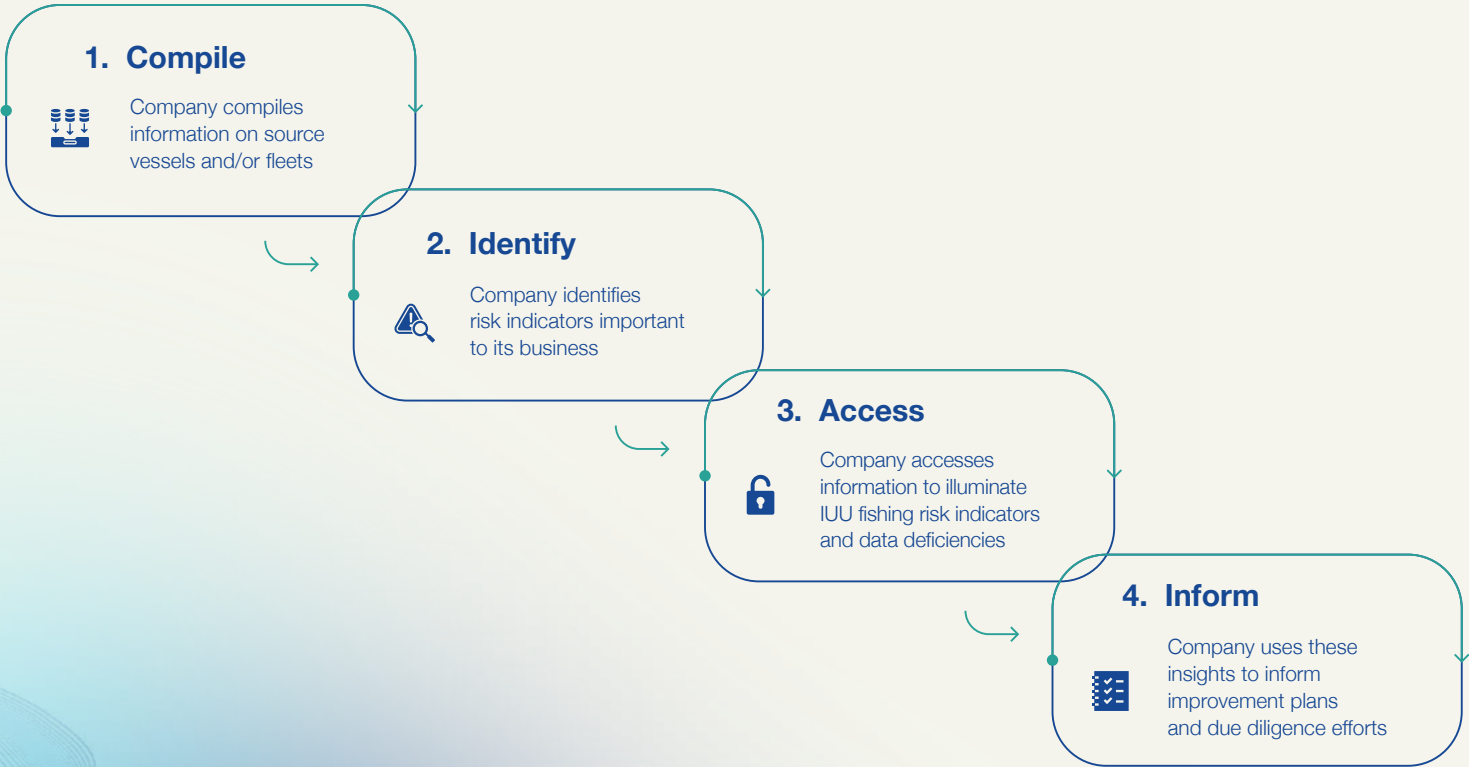 1. Compile
Company compiles
information on source
vessels and/or fleets
2. Identify
Company identifies
risk indicators important
to its business
3. Access
Company accesses
information to illuminate
IUU fishing risk indicators
and data deficiencies
4. Inform
Company uses these
insights to inform
improvement plans
and due diligence efforts